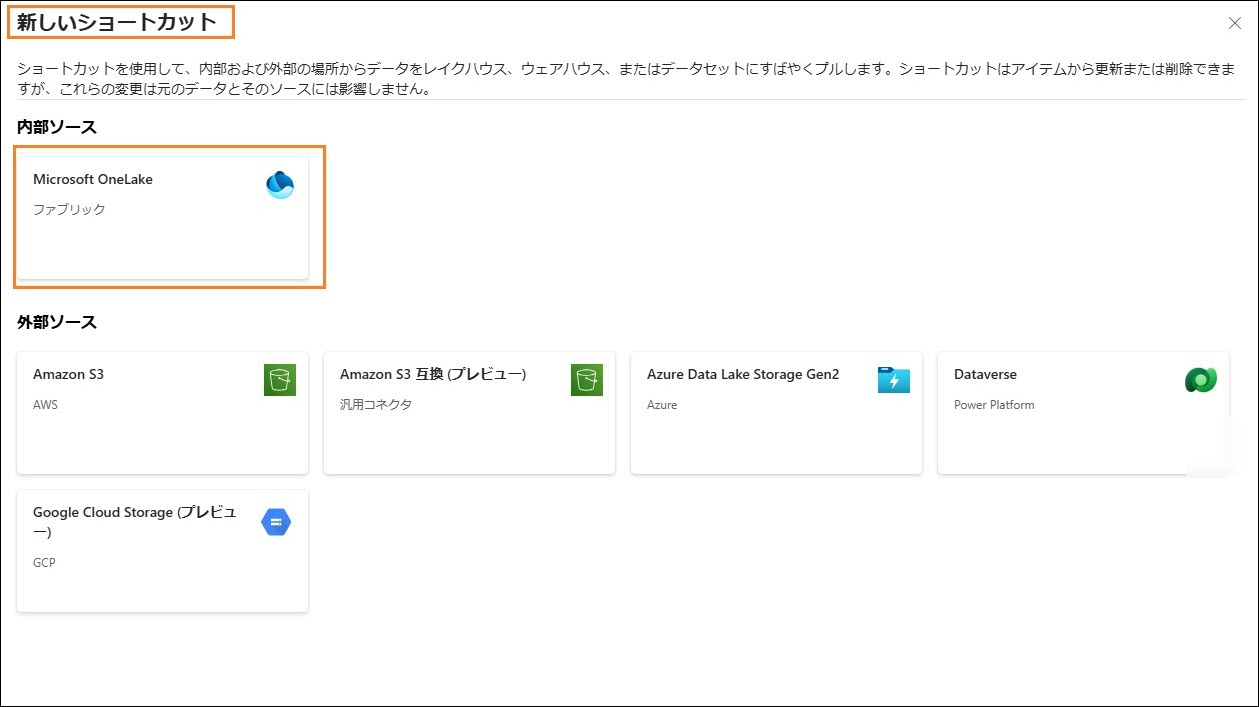 新しいショートカット
ショートカットを使用して、内部および外部の場所からデータをレイクハウス、ウェアハウス、またはデータセットにすばやくプルします。ショートカットはアイテムから更新または削除できま
すが、これらの変更は元のデータとそのソースには影響しません。
内部ソース
Microsoft OneLake
ファブリック
外部ソース
Amazon S3
AWS
Amazon S3 互換 (プレビュー)
汎用コネクタ
Azure Data Lake Storage Gen2
Azure
Dataverse
Power Platform
Google Cloud Storage (プレビュ
ー)
GCP